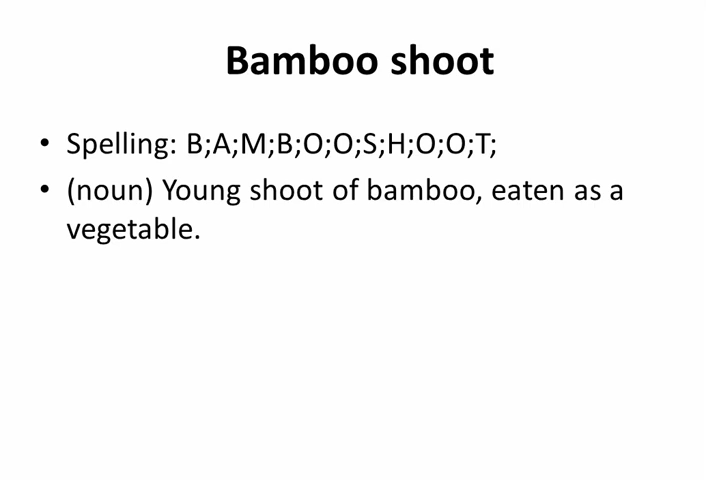 Bamboo shoot
• Spelling: B;A;M;B;O;O;S;H;O;O;T;
• (noun) Young shoot of bamboo, eaten as a
vegetable.